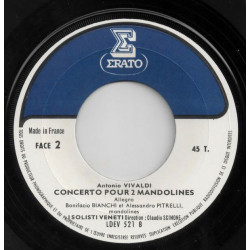 ERATO
Made in France
FACE 2
45 T.
Antonio VIVALDI
CONCERTO POUR 2 MANDOLINES
Allegro
Bonifacio BIANCHI et Alessandro PITRELLI,
mandolines
I SOLISTI VENETI Direction : Claudio SCIMONE
LDEV 521 B